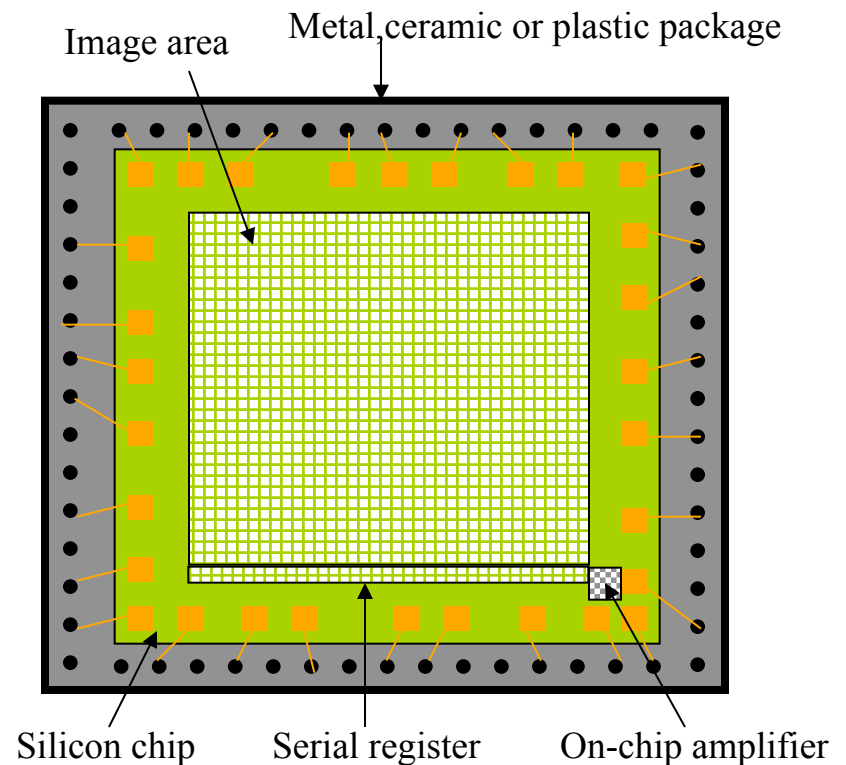 Image area
Metal,ceramic or plastic package
Silicon chip
Serial register
On-chip amplifier